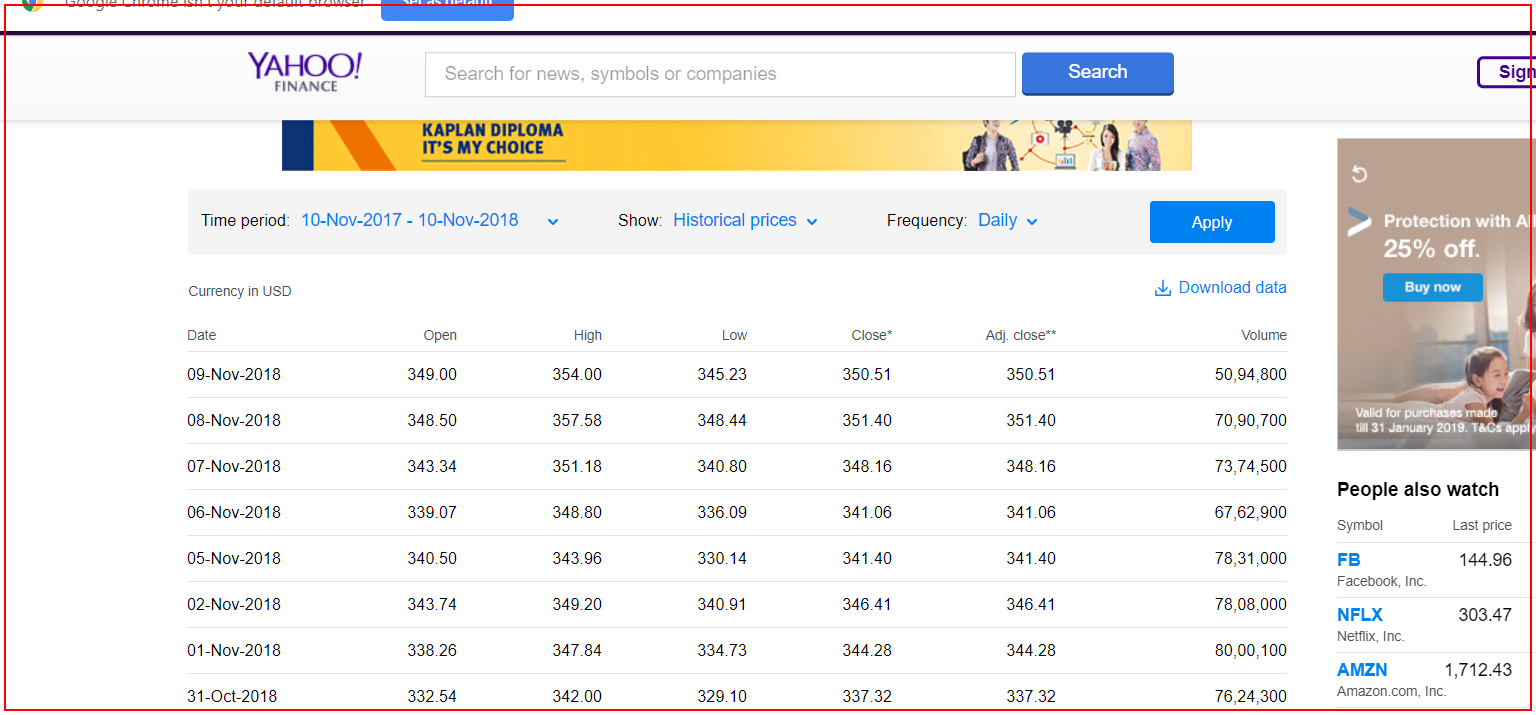 Google Chrome isn't your default browser Set as default
YAHOO!
FINANCE
Search for news, symbols or companies
Search
Sign
KAPLAN DIPLOMA
IT'S MY CHOICE
Time period: 10-Nov-2017 - 10-Nov-2018 Show: Historical prices Frequency: Daily Apply
Currency in USD Download data
Date Open High Low Close* Adj. close** Volume
09-Nov-2018 349.00 354.00 345.23 350.51 350.51 50,94,800
08-Nov-2018 348.50 357.58 348.44 351.40 351.40 70,90,700
07-Nov-2018 343.34 351.18 340.80 348.16 348.16 73,74,500
06-Nov-2018 339.07 348.80 336.09 341.06 341.06 67,62,900
05-Nov-2018 340.50 343.96 330.14 341.40 341.40 78,31,000
02-Nov-2018 343.74 349.20 340.91 346.41 346.41 78,08,000
01-Nov-2018 338.26 347.84 334.73 344.28 344.28 80,00,100
31-Oct-2018 332.54 342.00 329.10 337.32 337.32 76,24,300
Protection with
25% off.
Buy now
Valid for purchases made
till 31 January 2019. T&Cs apply
People also watch
Symbol Last price
FB 144.96
Facebook, Inc.
NFLX 303.47
Netflix, Inc.
AMZN 1,712.43
Amazon.com, Inc.